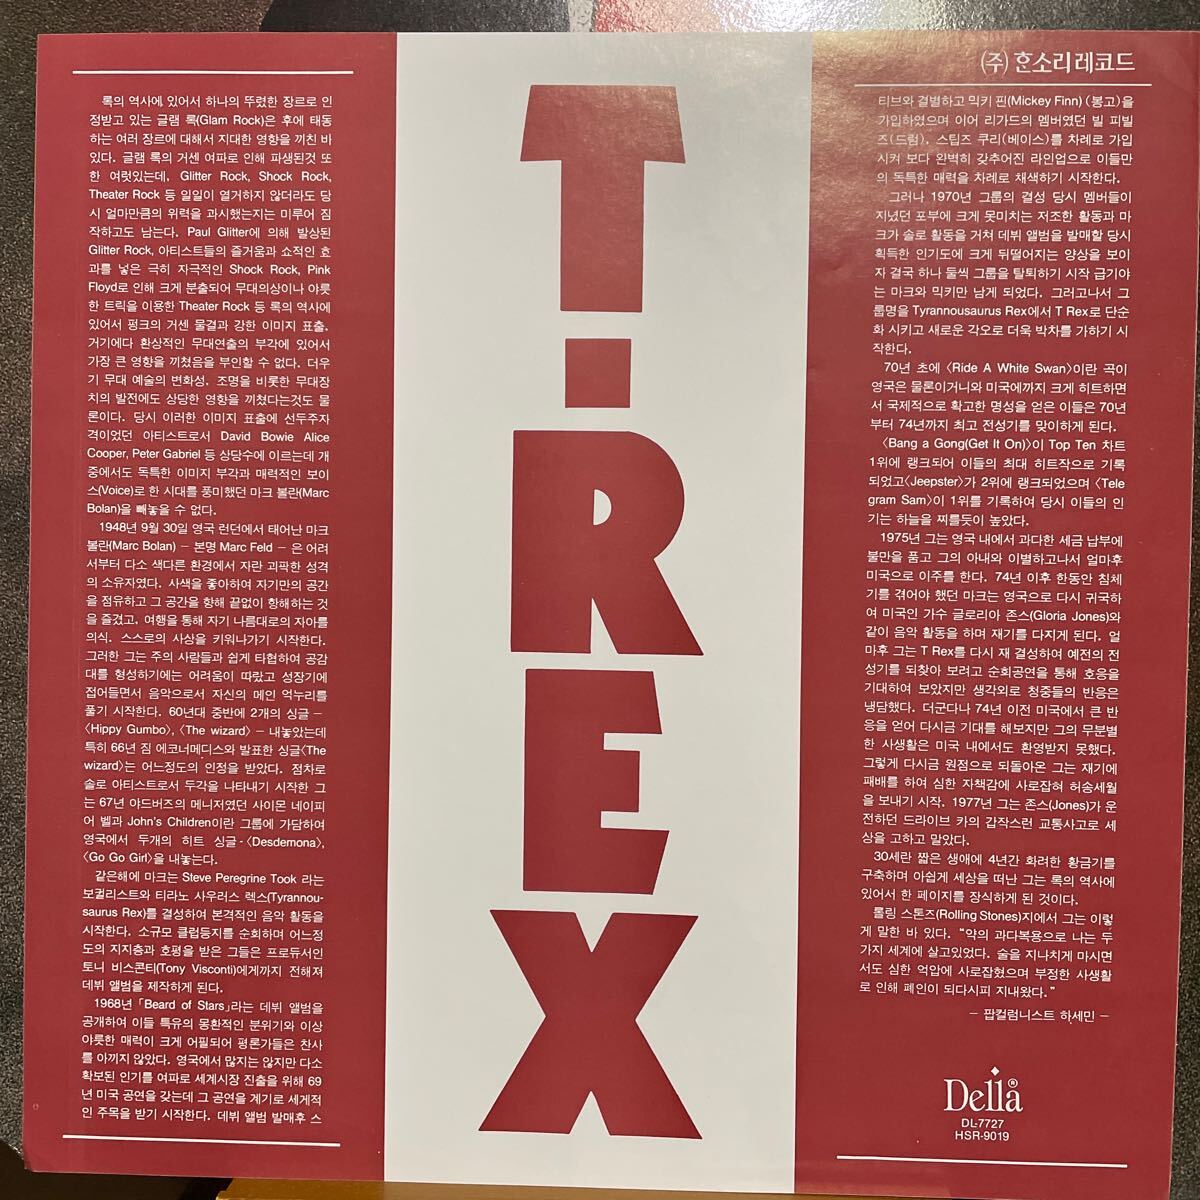 록의 역사에 있어서 하나의 뚜렸한 장르로 인
정받고 있는 글램 록(Glam Rock)은 후에 태동
하는 여러 장르에 대해서 지대한 영향을 끼친 바
있다. 글램 록의 거센 여파로 인해 파생된것 또
한 여럿있는데, Glitter Rock, Shock Rock,
Theater Rock 등 일일이 열거하지 않더라도 당
시 얼마만큼의 위력을 과시했는지는 미루어 짐
작하고도 남는다. Paul Glitter에 의해 발상된
Glitter Rock, 아티스트들의 즐거움과 쇼적인 효
과를 넣은 극히 자극적인 Shock Rock, Pink
Floyd로 인해 크게 분출되어 무대의상이나 야릇
한 트릭을 이용한 Theater Rock 등 록의 역사에
있어서 펑크의 거센 물결과 강한 이미지 표출,
거기에다 환상적인 무대연출의 부각에 있어서
가장 큰 영향을 끼쳤음을 부인할 수 없다. 더우
기 무대 예술의 변화성, 조명을 비롯한 무대장
치의 발전에도 상당한 영향을 끼쳤다는것도 물
론이다. 당시 이러한 이미지 표출에 선두주자
격이었던 아티스트로서 David Bowie Alice
Cooper, Peter Gabriel 등 상당수에 이르는데 개
중에서도 독특한 이미지 부각과 매력적인 보이
스(Voice)로 한 시대를 풍미했던 마크 볼란(Marc
Bolan)을 빼놓을 수 없다.
1948년 9월 30일 영국 런던에서 태어난 마크
볼란(Marc Bolan) – 본명 Marc Feld – 은 어려
서부터 다소 색다른 환경에서 자란 괴팍한 성격
의 소유자였다. 사색을 좋아하여 자기만의 공간
을 점유하고 그 공간을 향해 끝없이 항해하는 것
을 즐겼고, 여행을 통해 자기 나름대로의 자아를
의식, 스스로의 사상을 키워나가기 시작한다.
그러한 그는 주의 사람들과 쉽게 타협하여 공감
대를 형성하기에는 어려움이 따랐고 성장기에
접어들면서 음악으로서 자신의 메인 억누리를
풀기 시작한다. 60년대 중반에 2개의 싱글 –
〈Hippy Gumbo〉, 〈The wizard〉 – 내놓았는데
특히 66년 짐 에코너메디스와 발표한 싱글〈The
wizard〉는 어느정도의 인정을 받았다. 점차로
솔로 아티스트로서 두각을 나타내기 시작한 그
는 67년 아드버즈의 메니저였던 사이몬 네이피
어 벨과 John's Children이란 그룹에 가담하여
영국에서 두개의 히트 싱글-〈Desdemona〉,
〈Go Go Girl〉을 내놓는다.
같은해에 마크는 Steve Peregrine Took 라는
보컬리스트와 티라노 사우러스 렉스(Tyrannou-
saurus Rex)를 결성하여 본격적인 음악 활동을
시작한다. 소규모 클럽등지를 순회하며 어느정
도의 지지층과 호평을 받은 그들은 프로듀서인
토니 비스콘티(Tony Visconti)에게까지 전해져
데뷔 앨범을 제작하게 된다.
1968년 「Beard of Stars」라는 데뷔 앨범을
공개하여 이들 특유의 몽환적인 분위기와 이상
야릇한 매력이 크게 어필되어 평론가들은 찬사
를 아끼지 않았다. 영국에서 많지는 않지만 다소
확보된 인기를 여파로 세계시장 진출을 위해 69
년 미국 공연을 갖는데 그 공연을 계기로 세게적
인 주목을 받기 시작한다. 데뷔 앨범 발매후 스
T·REX
(주) 한소리레코드
티브와 결별하고 믹키 핀(Mickey Finn) (봉고)을
가입하였으며 이어 리가드의 멤버였던 빌 피빌
즈(드럼), 스팁즈 쿠리(베이스)를 차례로 가입
시켜 보다 완벽히 갖추어진 라인업으로 이들만
의 독특한 매력을 차례로 채색하기 시작한다.
그러나 1970년 그룹의 결성 당시 멤버들이
지녔던 포부에 크게 못미치는 저조한 활동과 마
크가 솔로 활동을 거쳐 데뷔 앨범을 발매할 당시
획득한 인기도에 크게 뒤떨어지는 양상을 보이
자 결국 하나 둘씩 그룹을 탈퇴하기 시작 급기야
는 마크와 믹키만 남게 되었다. 그러고나서 그
룹명을 Tyrannousaurus Rex에서 T Rex로 단순
화 시키고 새로운 각오로 더욱 박차를 가하기 시
작한다.
70년 초에 〈Ride A White Swan〉이란 곡이
영국은 물론이거니와 미국에까지 크게 히트하면
서 국제적으로 확고한 명성을 얻은 이들은 70년
부터 74년까지 최고 전성기를 맞이하게 된다.
〈Bang a Gong(Get It On)〉이 Top Ten 차트
1위에 랭크되어 이들의 최대 히트작으로 기록
되었고〈Jeepster〉가 2위에 랭크되었으며 〈Tele
gram Sam〉이 1위를 기록하여 당시 이들의 인
기는 하늘을 찌를듯이 높았다.
1975년 그는 영국 내에서 과다한 세금 납부에
불만을 품고 그의 아내와 이별하고나서 얼마후
미국으로 이주를 한다. 74년 이후 한동안 침체
기를 겪어야 했던 마크는 영국으로 다시 귀국하
여 미국인 가수 글로리아 존스(Gloria Jones)와
같이 음악 활동을 하며 재기를 다지게 된다. 얼
마후 그는 T Rex를 다시 재 결성하여 예전의 전
성기를 되찾아 보려고 순회공연을 통해 호응을
기대하여 보았지만 생각외로 청중들의 반응은
냉담했다. 더군다나 74년 이전 미국에서 큰 반
응을 얻어 다시금 기대를 해보지만 그의 무분별
한 사생활은 미국 내에서도 환영받지 못했다.
그렇게 다시금 원점으로 되돌아온 그는 재기에
패배를 하여 심한 자책감에 사로잡혀 허송세월
을 보내기 시작. 1977년 그는 존스(Jones)가 운
전하던 드라이브 카의 갑작스런 교통사고로 세
상을 고하고 말았다.
30세란 짧은 생애에 4년간 화려한 황금기를
구축하며 아쉽게 세상을 떠난 그는 록의 역사에
있어서 한 페이지를 장식하게 된 것이다.
롤링 스톤즈(Rolling Stones)지에서 그는 이렇
게 말한 바 있다. “약의 과다복용으로 나는 두
가지 세계에 살고있었다. 술을 지나치게 마시면
서도 심한 억압에 사로잡혔으며 부정한 사생활
로 인해 폐인이 되다시피 지내왔다.”
– 팝컬럼니스트 하세민 –
Della®
DL-7727
HSR-9019